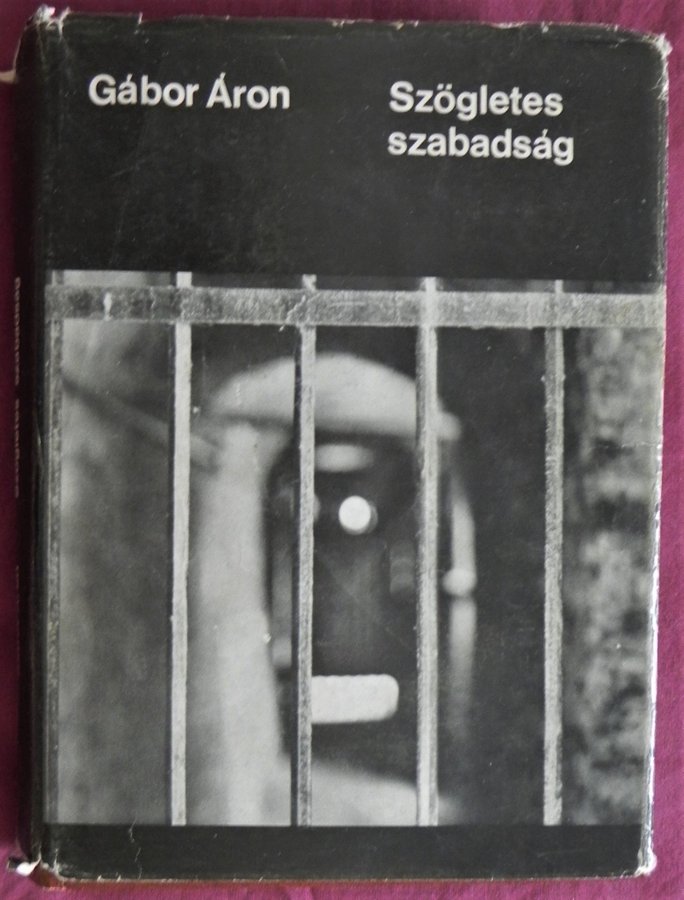 Gábor Áron
Szögletes
szabadság